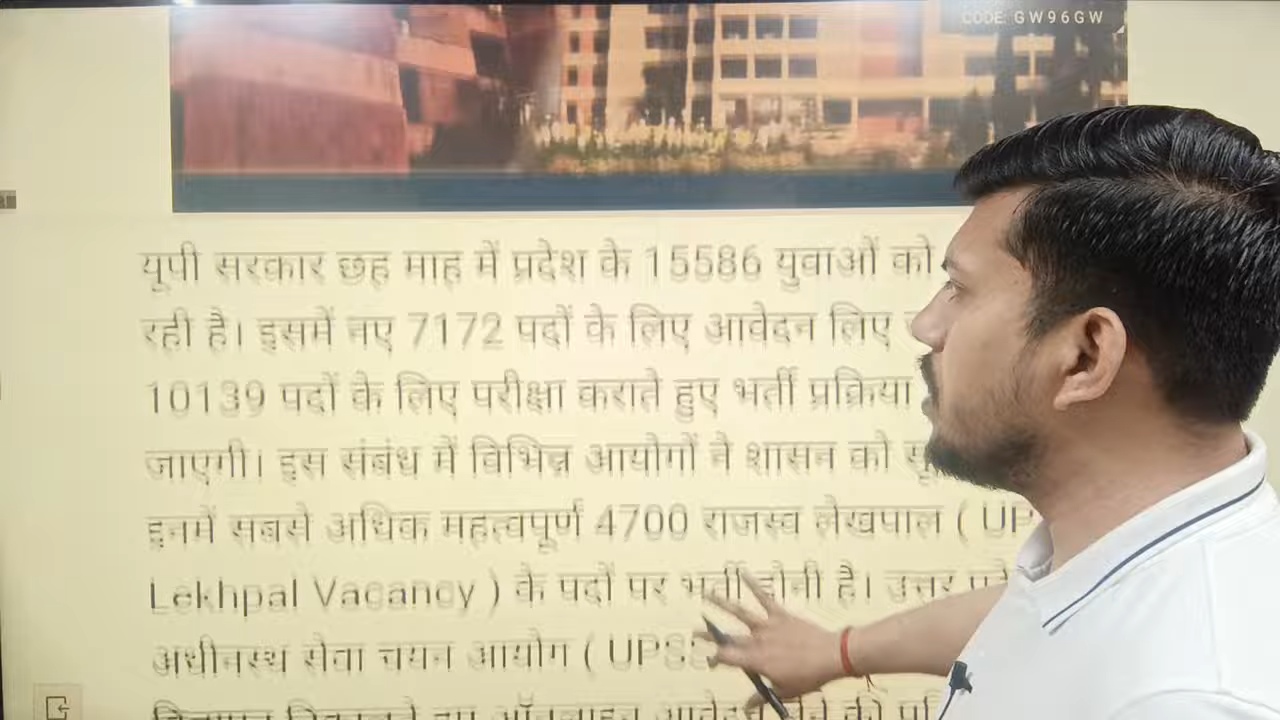 CODE: GW96GW
यूपी सरकार छह माह में प्रदेश के 15586 युवाओं को
रही है। इसमें नए 7172 पदों के लिए आवेदन लिए
10139 पदों के लिए परीक्षा कराते हुए भर्ती प्रक्रिया
जाएगी। इस संबंध में विभिन्न आयोगों ने शासन को
इनमें सबसे अधिक महत्वपूर्ण 4700 राजस्व लेखपाल ( UP
Lekhpal Vacancy ) के पदों पर भर्ती होनी है। उत्तर
अधीनस्थ सेवा चयन आयोग ( UPSS